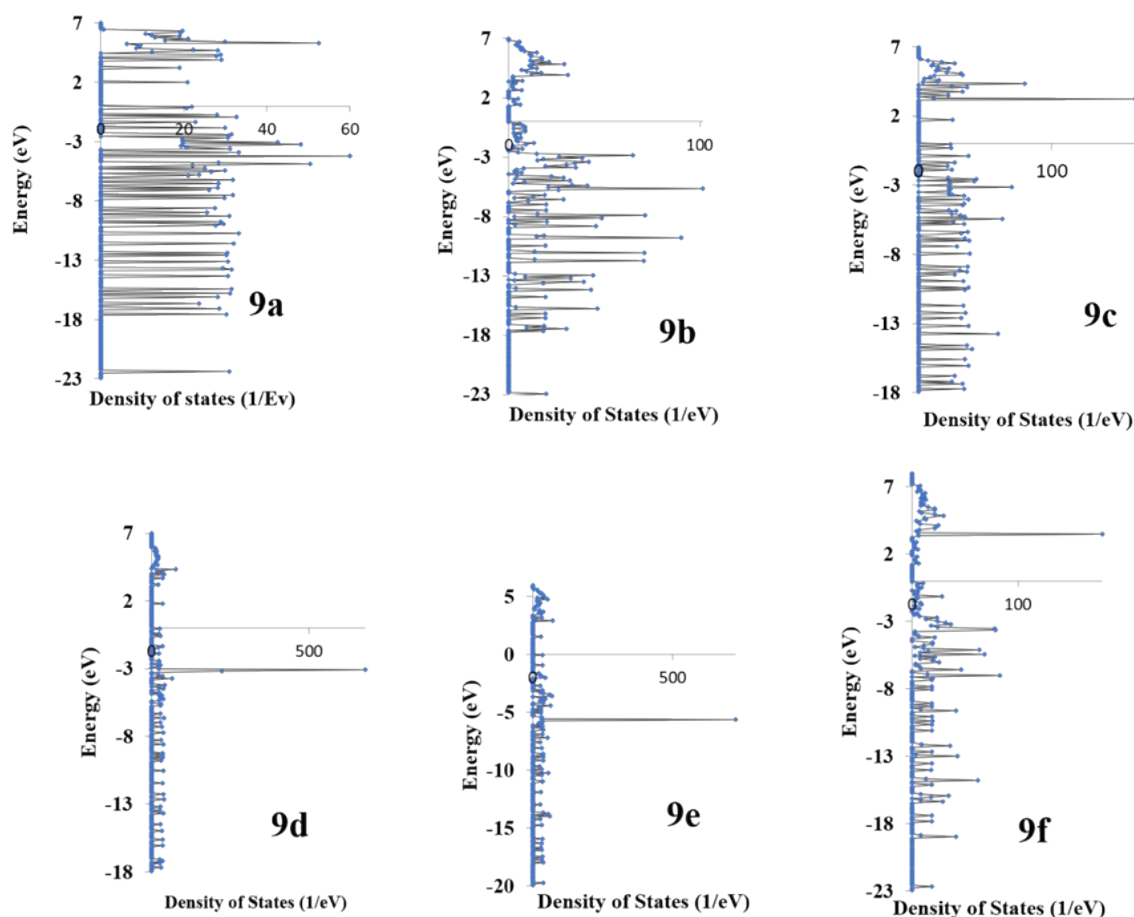 7
2
-3
-8
-13
-18
-23
0
20
40
60
Energy (eV)
Density of states (1/Ev)
9a
7
2
-3
-8
-13
-18
-23
0
100
Energy (eV)
Density of States (1/eV)
9b
7
2
-3
-8
-13
-18
0
100
Energy (eV)
Density of States (1/eV)
9c
7
2
-3
-8
-13
-18
0
500
Energy (eV)
Density of States (1/eV)
9d
5
0
-5
-10
-15
-20
0
500
Energy (eV)
Density of States (1/eV)
9e
7
2
-3
-8
-13
-18
-23
0
100
Energy (eV)
Density of States (1/eV)
9f